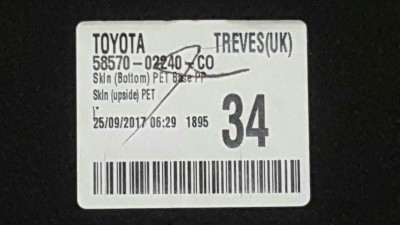 TOYOTA TREVES(UK)
58570-02240-CO
Skin (Bottom) PET Base PP
Skin (upside) PET
)*
25/09/2017 06:29 1895
34